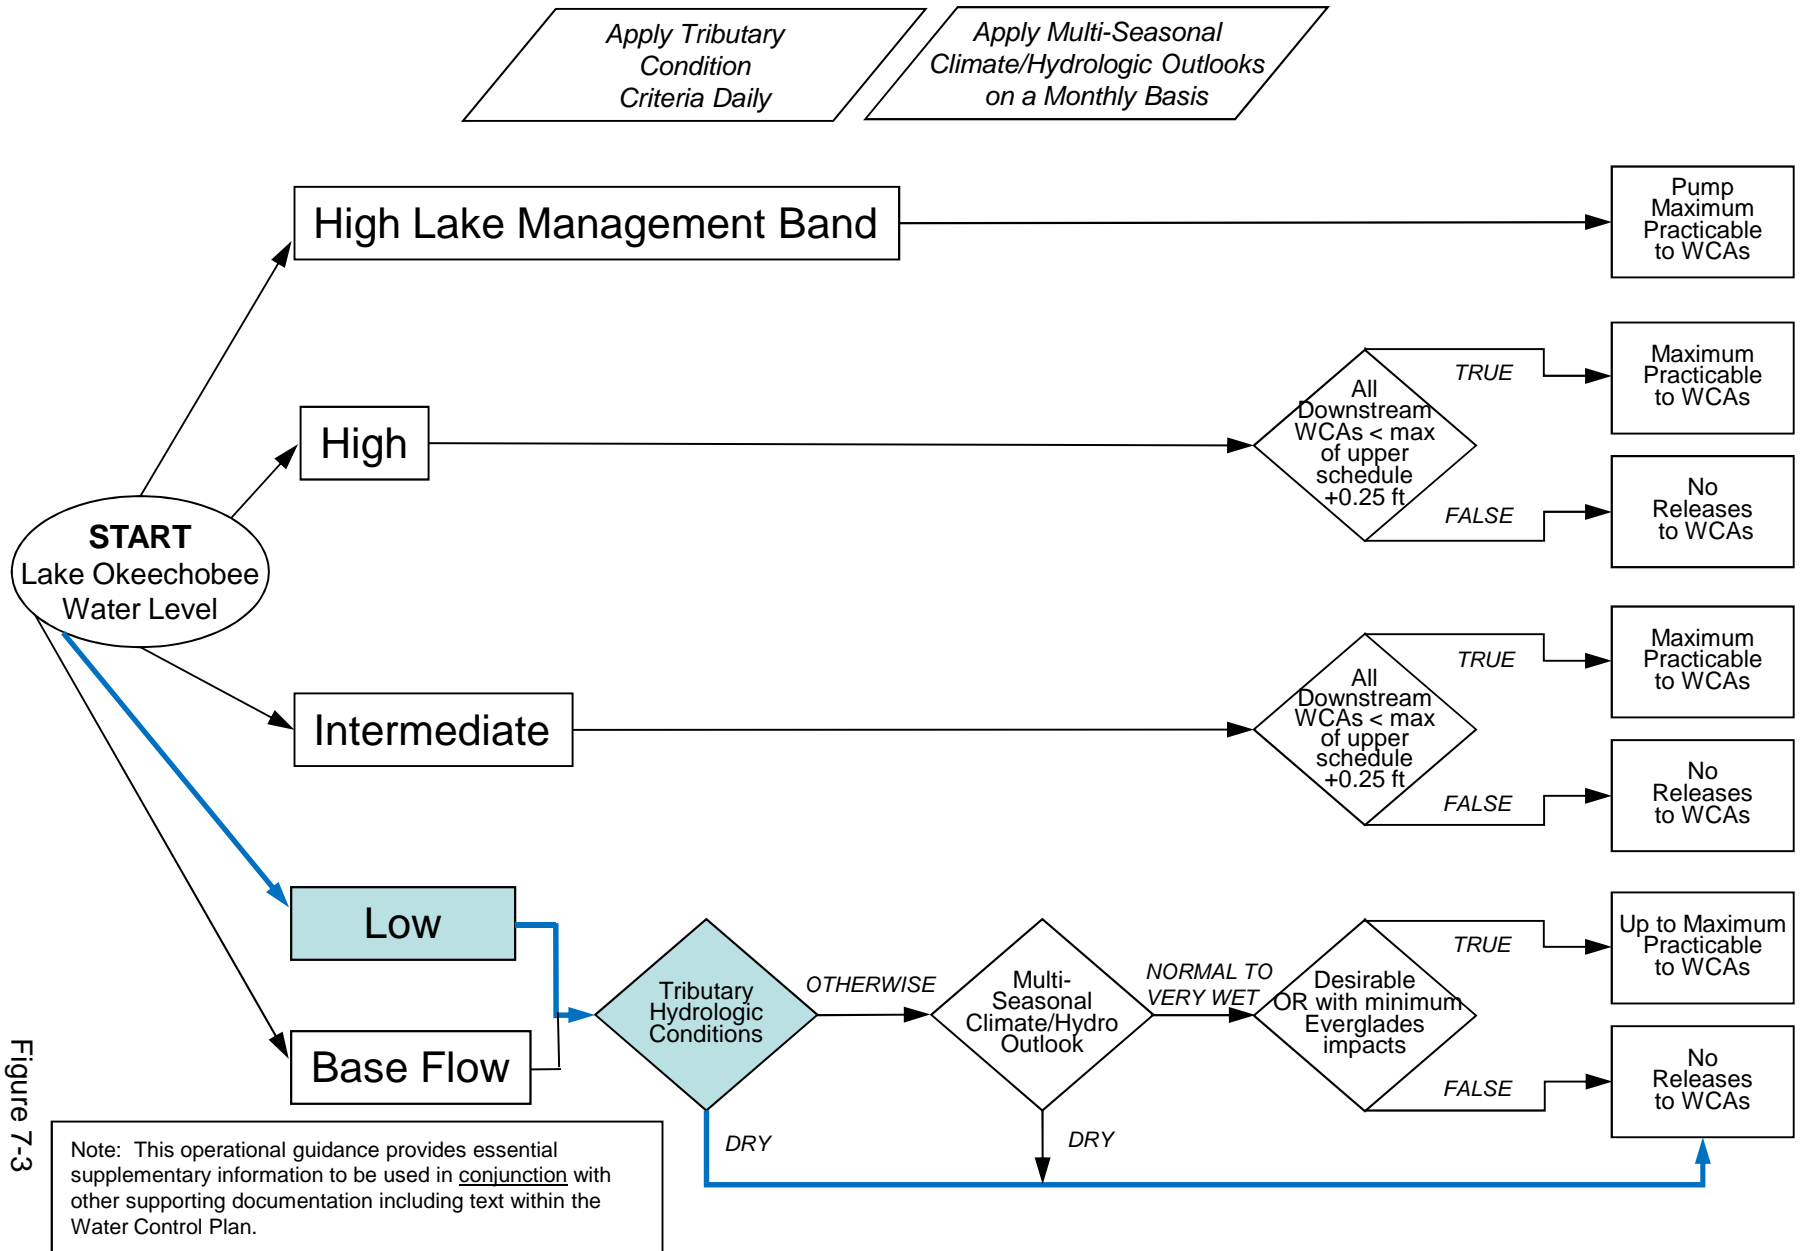 Apply Tributary
Condition
Criteria Daily
Apply Multi-Seasonal
Climate/Hydrologic Outlooks
on a Monthly Basis
High Lake Management Band
Pump
Maximum
Practicable
to WCAs
High
All
Downstream
WCAs < max
of upper
schedule
+0.25 ft
TRUE
Maximum
Practicable
to WCAs
FALSE
No
Releases
to WCAs
START
Lake Okeechobee
Water Level
Intermediate
All
Downstream
WCAs < max
of upper
schedule
+0.25 ft
TRUE
Maximum
Practicable
to WCAs
FALSE
No
Releases
to WCAs
Low
Base Flow
Tributary
Hydrologic
Conditions
OTHERWISE
DRY
Multi-
Seasonal
Climate/Hydro
Outlook
NORMAL TO
VERY WET
DRY
Desirable
OR with minimum
Everglades
impacts
TRUE
Up to Maximum
Practicable
to WCAs
FALSE
No
Releases
to WCAs
Figure 7-3
Note:  This operational guidance provides essential
supplementary information to be used in conjunction with
other supporting documentation including text within the
Water Control Plan.